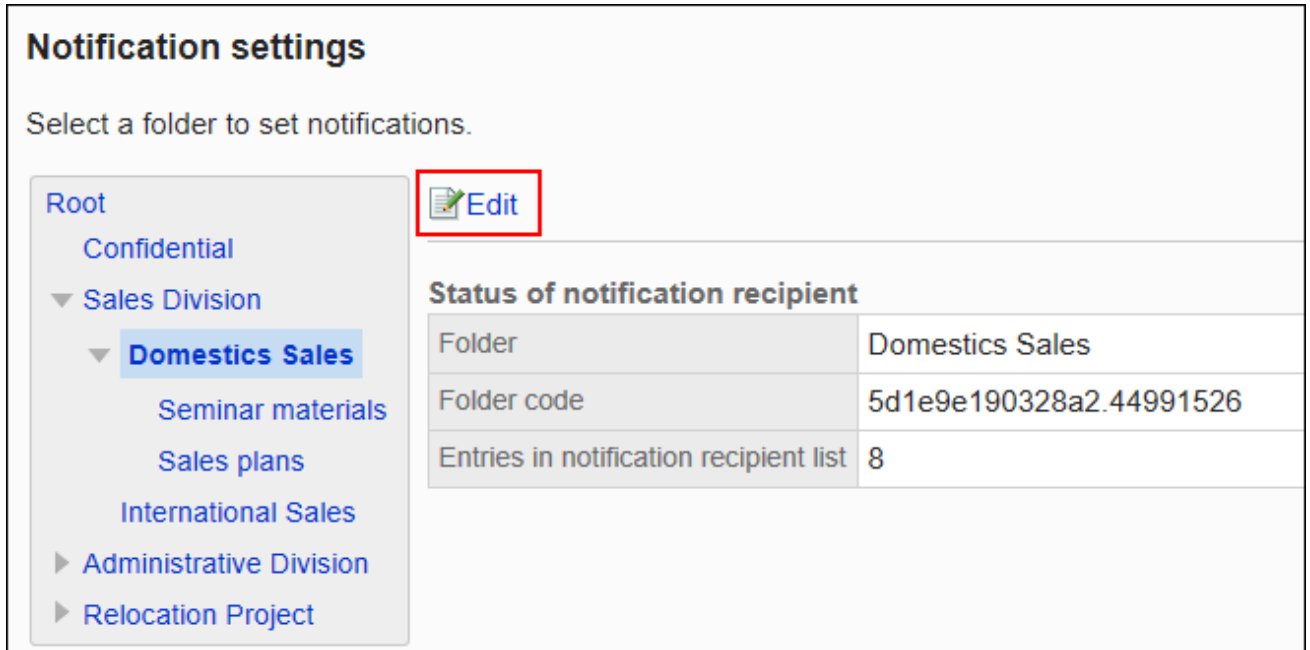 Notification settings
Select a folder to set notifications.
Root
Confidential
Sales Division
Domestics Sales
Seminar materials
Sales plans
International Sales
Administrative Division
Relocation Project
Edit
Status of notification recipient
Folder Domestics Sales
Folder code 5d1e9e190328a2.44991526
Entries in notification recipient list 8